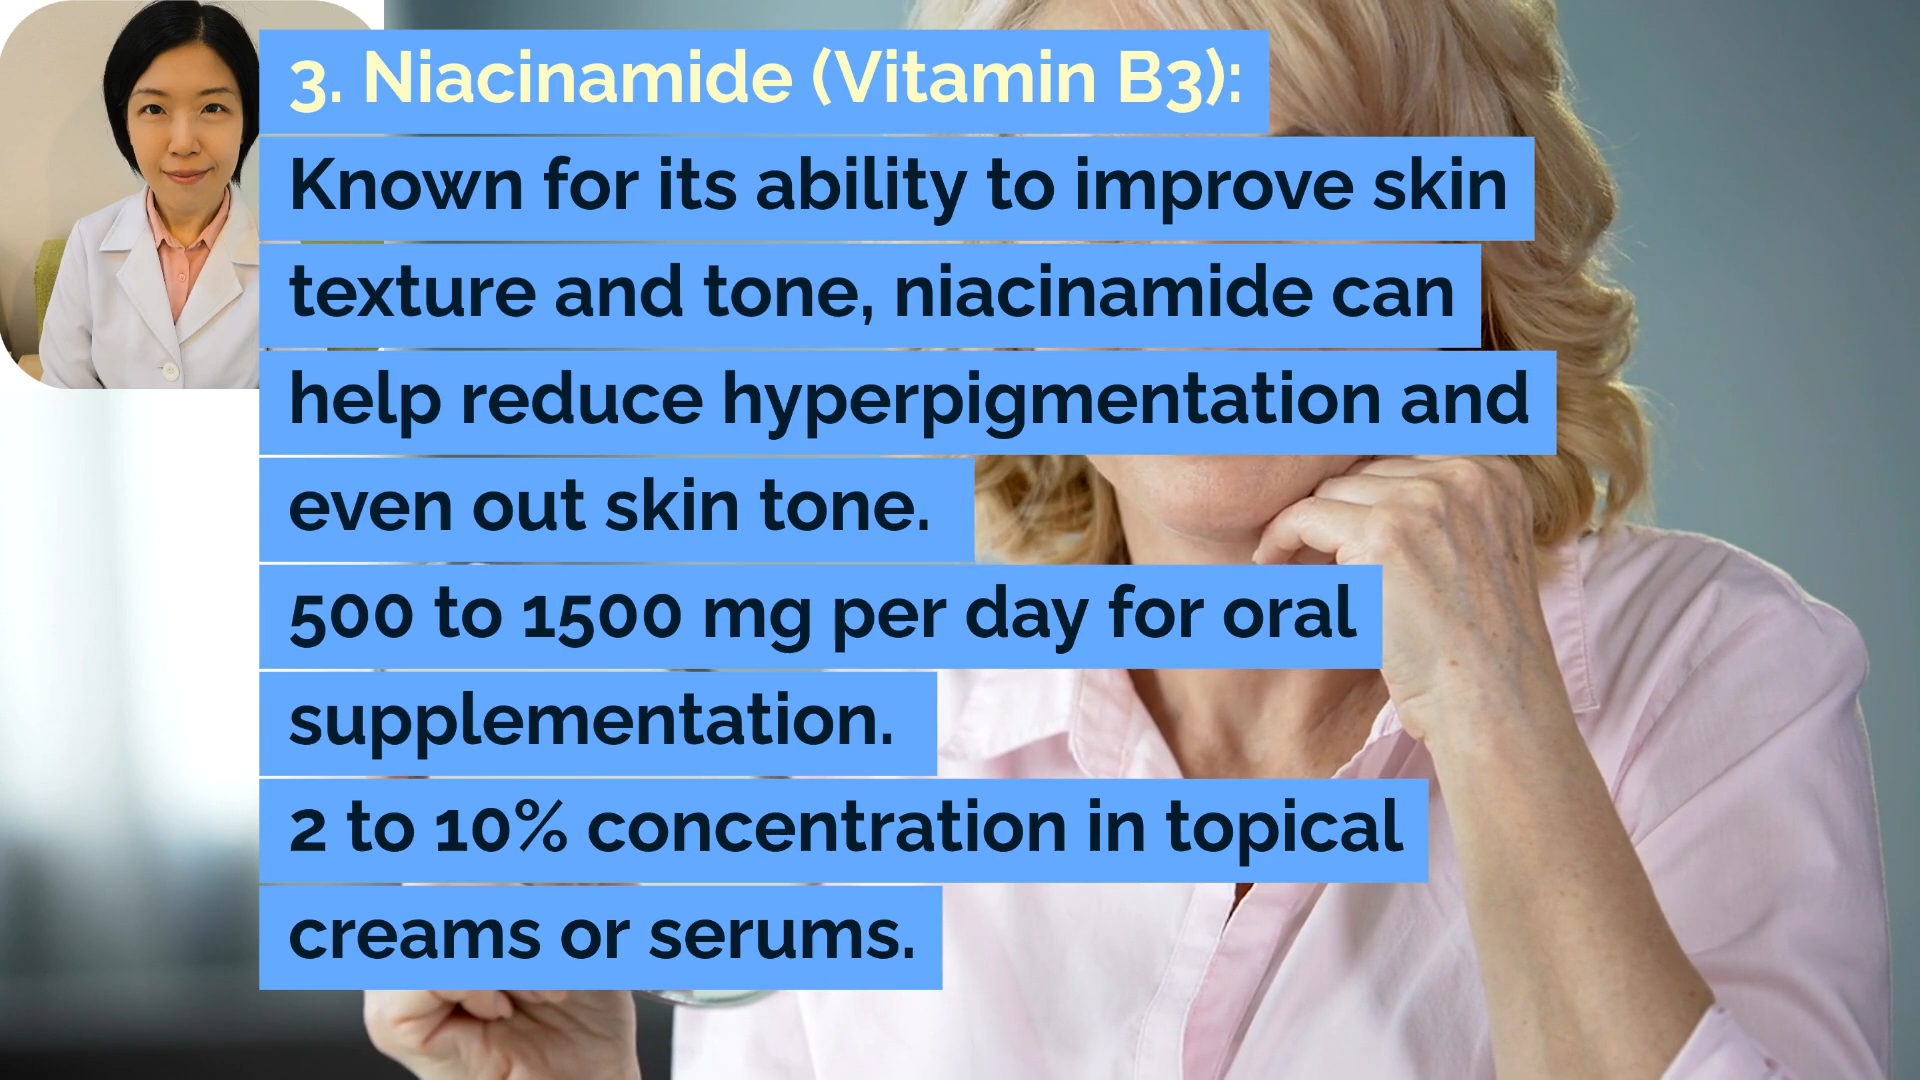 3. Niacinamide (Vitamin B3):
Known for its ability to improve skin
texture and tone, niacinamide can
help reduce hyperpigmentation and
even out skin tone.
500 to 1500 mg per day for oral
supplementation.
2 to 10% concentration in topical
creams or serums.